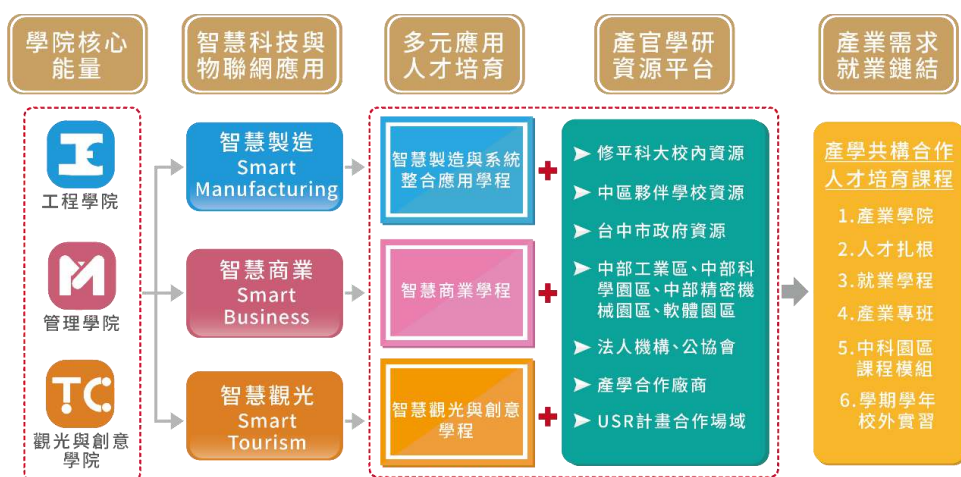 學院核心
能量
智慧科技與
物聯網應用
多元應用
人才培育
產官學研
資源平台
產業需求
就業鏈結
工程學院
管理學院
TC
觀光與創意
學院
智慧製造
Smart
Manufacturing
智慧商業
Smart
Business
智慧觀光
Smart
Tourism
智慧製造與系統
整合應用學程
智慧商業學程
智慧觀光與創意
學程
➤ 修平科大校內資源
➤ 中區夥伴學校資源
➤ 台中市政府資源
➤ 中部工業區、中部科
學園區、中部精密機
械園區、軟體園區
➤ 法人機構、公協會
➤ 產學合作廠商
➤ USR計畫合作場域
產學共構合作
人才培育課程
1.產業學院
2.人才扎根
3.就業學程
4.產業專班
5.中科園區
課程模組
6.學期學年
校外實習